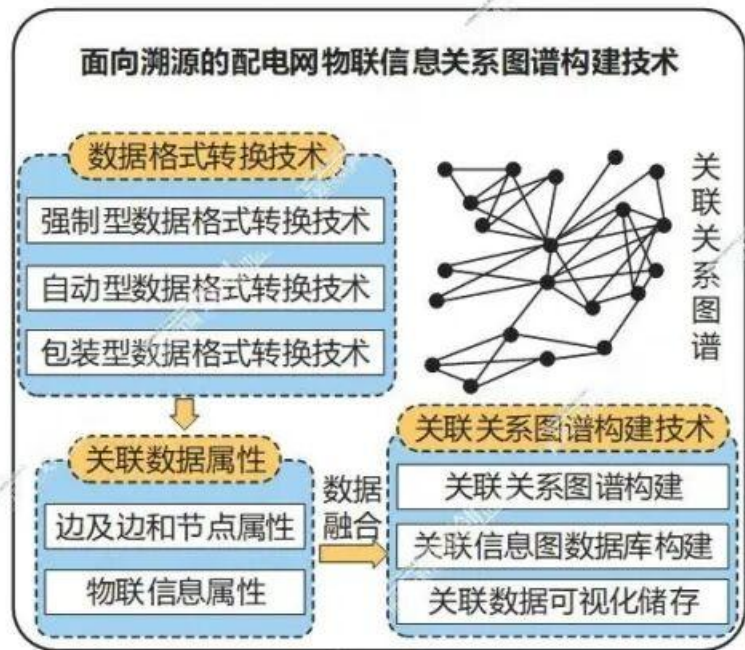 面向溯源的配电网物联信息关系图谱构建技术
数据格式转换技术
强制型数据格式转换技术
自动型数据格式转换技术
包装型数据格式转换技术
关联关系图谱
关联数据属性
边及边和节点属性
物联信息属性
数据
融合
关联关系图谱构建技术
关联关系图谱构建
关联信息图数据库构建
关联数据可视化储存